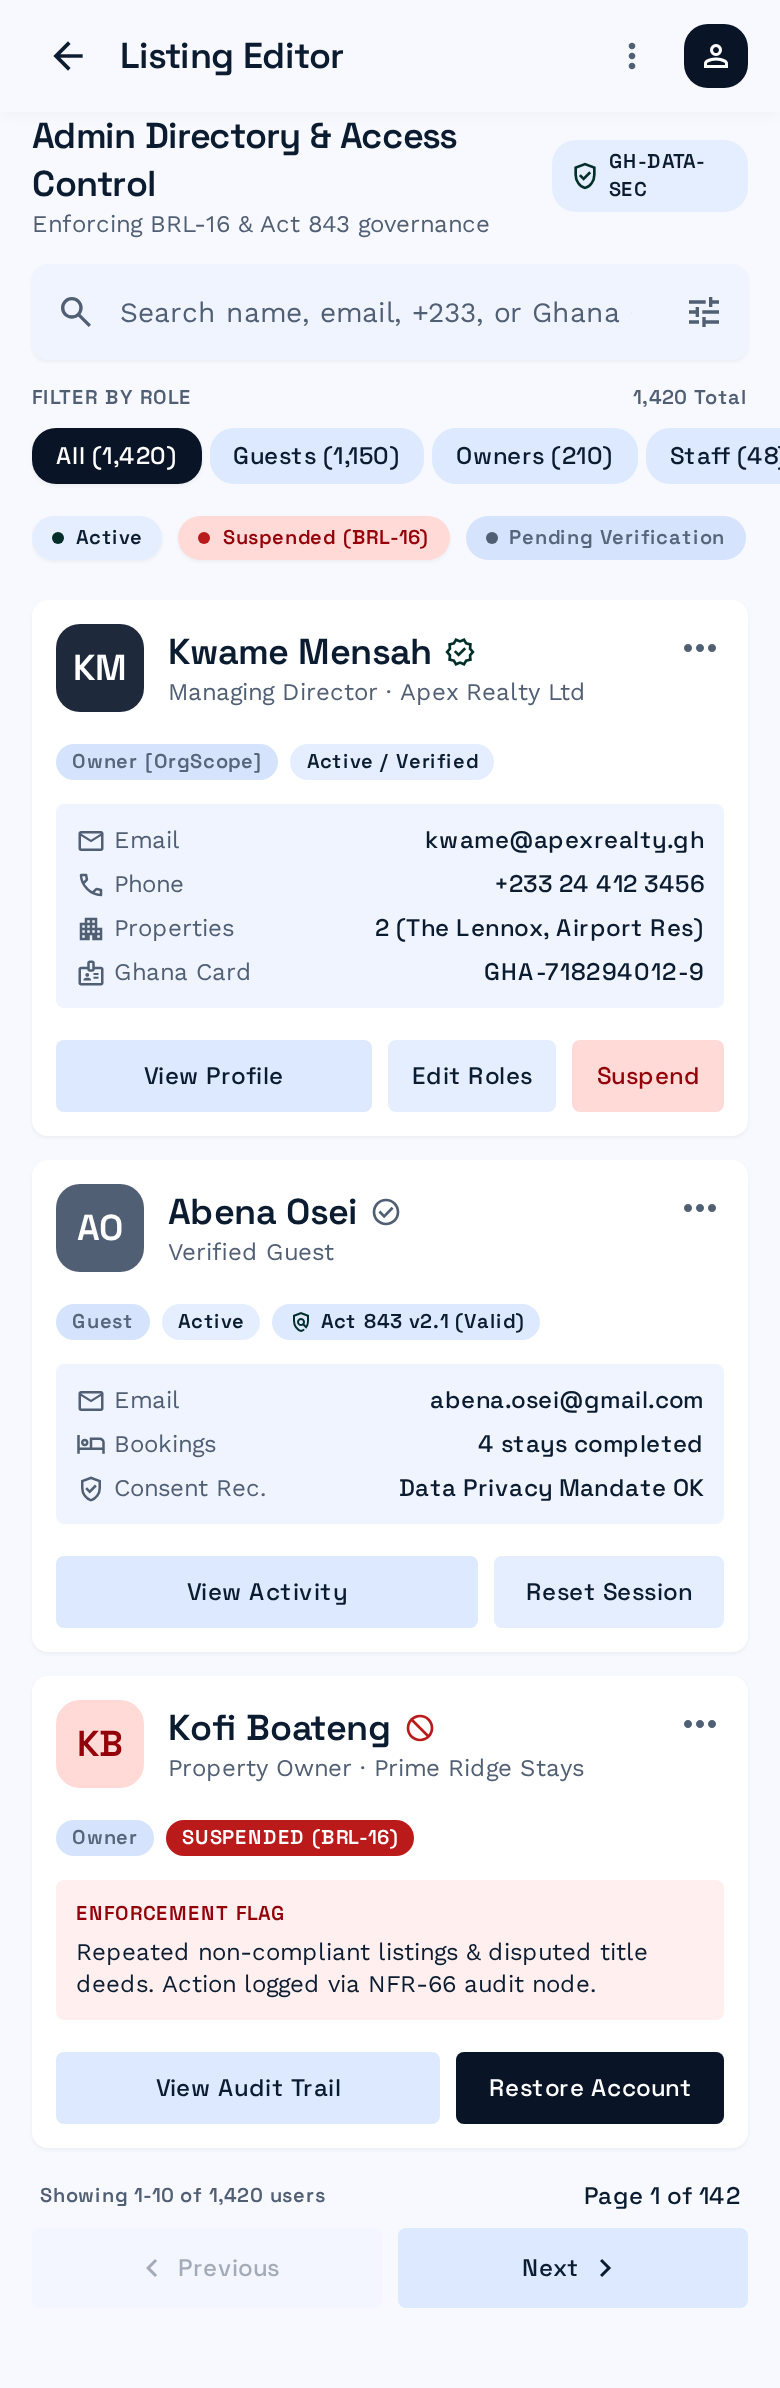 Listing Editor
Admin Directory & Access
Control
GH-DATA-
SEC
Enforcing BRL-16 & Act 843 governance
Search name, email, +233, or Ghana
FILTER BY ROLE
1,420 Total
All (1,420)
Guests (1,150)
Owners (210)
Staff (48)
Active
Suspended (BRL-16)
Pending Verification
KM
Kwame Mensah
Managing Director · Apex Realty Ltd
Owner [OrgScope]
Active / Verified
Email
kwame@apexrealty.gh
Phone
+233 24 412 3456
Properties
2 (The Lennox, Airport Res)
Ghana Card
GHA-718294012-9
View Profile
Edit Roles
Suspend
AO
Abena Osei
Verified Guest
Guest
Active
Act 843 v2.1 (Valid)
Email
abena.osei@gmail.com
Bookings
4 stays completed
Consent Rec.
Data Privacy Mandate OK
View Activity
Reset Session
KB
Kofi Boateng
Property Owner · Prime Ridge Stays
Owner
SUSPENDED (BRL-16)
ENFORCEMENT FLAG
Repeated non-compliant listings & disputed title
deeds. Action logged via NFR-66 audit node.
View Audit Trail
Restore Account
Showing 1-10 of 1,420 users
Page 1 of 142
Previous
Next